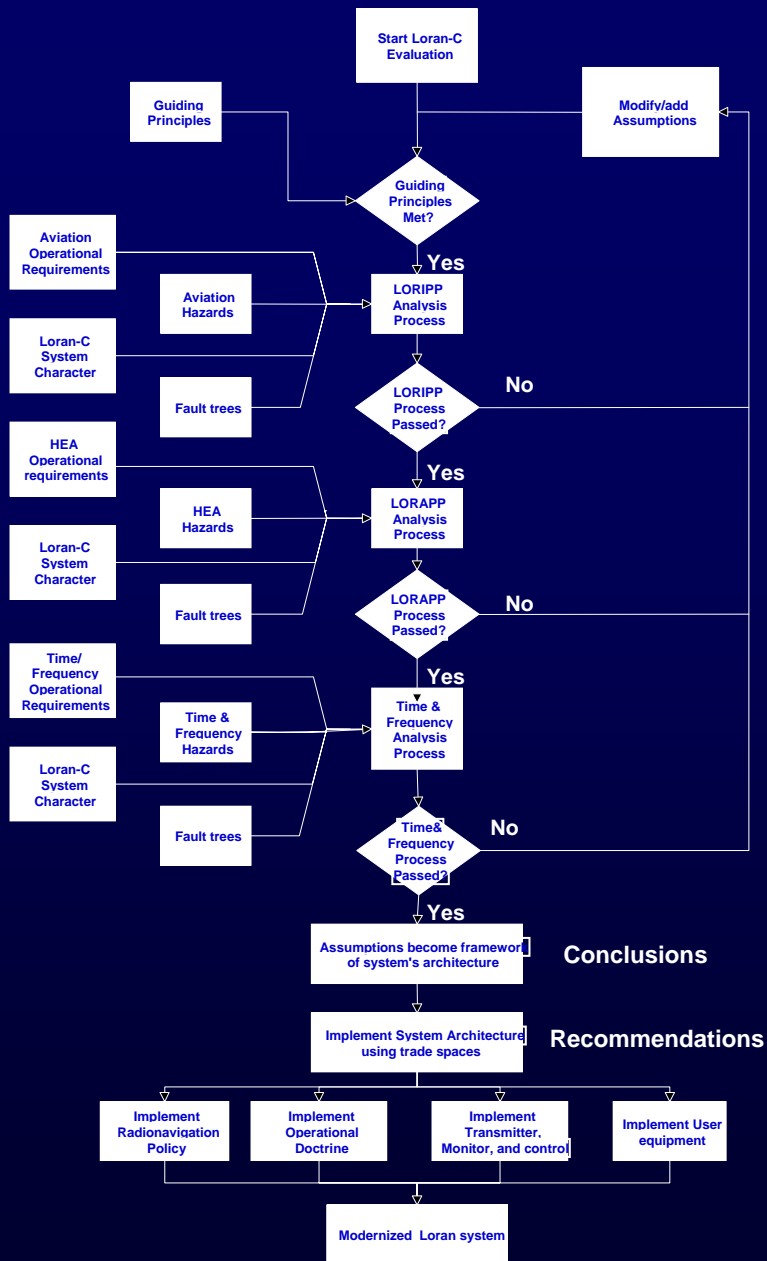 Start Loran-C
Evaluation
Guiding
Principles
Modify/add
Assumptions
Guiding
Principles
Met?
Yes
Aviation
Operational
Requirements
Aviation
Hazards
LORIPP
Analysis
Process
Loran-C
System
Character
Fault trees
LORIPP
Process
Passed?
No
Yes
HEA
Operational
requirements
HEA
Hazards
LORAPP
Analysis
Process
Loran-C
System
Character
Fault trees
LORAPP
Process
Passed?
No
Yes
Time/
Frequency
Operational
Requirements
Time &
Frequency
Hazards
Time &
Frequency
Analysis
Process
Loran-C
System
Character
Fault trees
Time&
Frequency
Process
Passed?
No
Yes
Assumptions become framework
of system's architecture
Conclusions
Implement System Architecture
using trade spaces
Recommendations
Implement
Radionavigation
Policy
Implement
Operational
Doctrine
Implement
Transmitter,
Monitor, and control
Implement User
equipment
Modernized Loran system